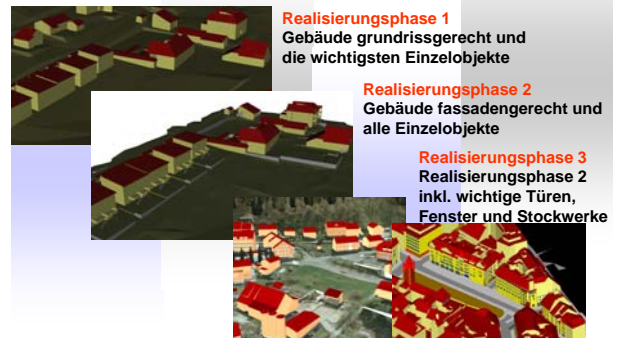 Realisierungsphase 1
Gebäude grundrissgerecht und
die wichtigsten Einzelobjekte
Realisierungsphase 2
Gebäude fassadengerecht und
alle Einzelobjekte
Realisierungsphase 3
Realisierungsphase 2
inkl. wichtige Türen,
Fenster und Stockwerke